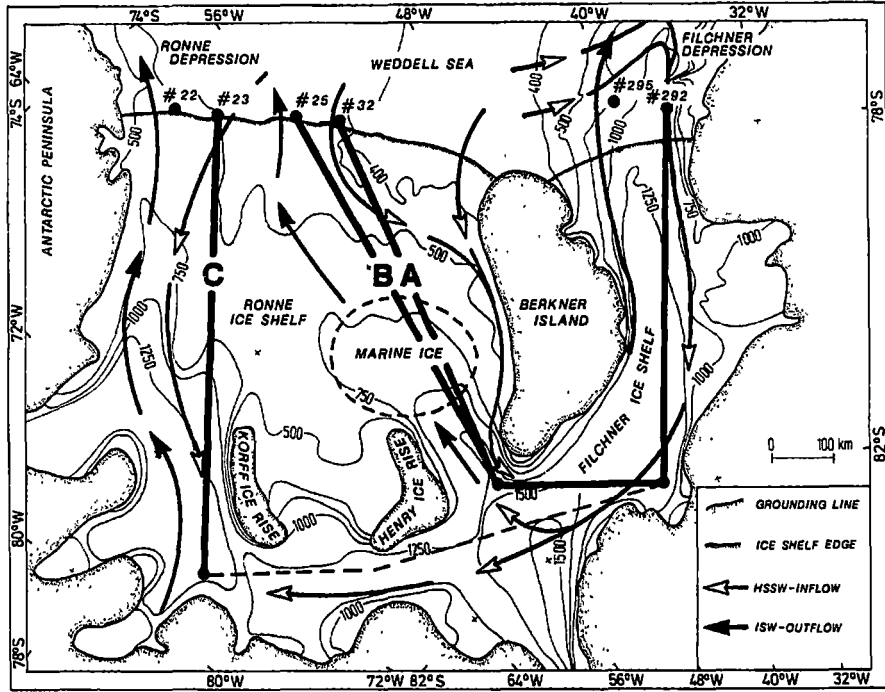 74°S 56°W 48°W 40°W 32°W
64°W
74°S
RONNE
DEPRESSION
WEDDELL SEA
FILCHNER
DEPRESSION
#22 #23 #25 #32
#295 #292
78°S
ANTARCTIC PENINSULA
500
400
400
500
1000
750
1250
1000
500
750
C
B A
1000
1250
RONNE
ICE SHELF
MARINE ICE
750
BERKNER
ISLAND
FILCHNER ICE SHELF
1000
72°W
500
KORFF ICE RISE
HENRY ICE
RISE
1000
1250
1500
1500
1000
0 100 km
82°S
80°S
78°S
GROUNDING LINE
ICE SHELF EDGE
HSSW-INFLOW
ISW-OUTFLOW
80°W 72°W 82°S 64°W 56°W 48°W 40°W 32°W